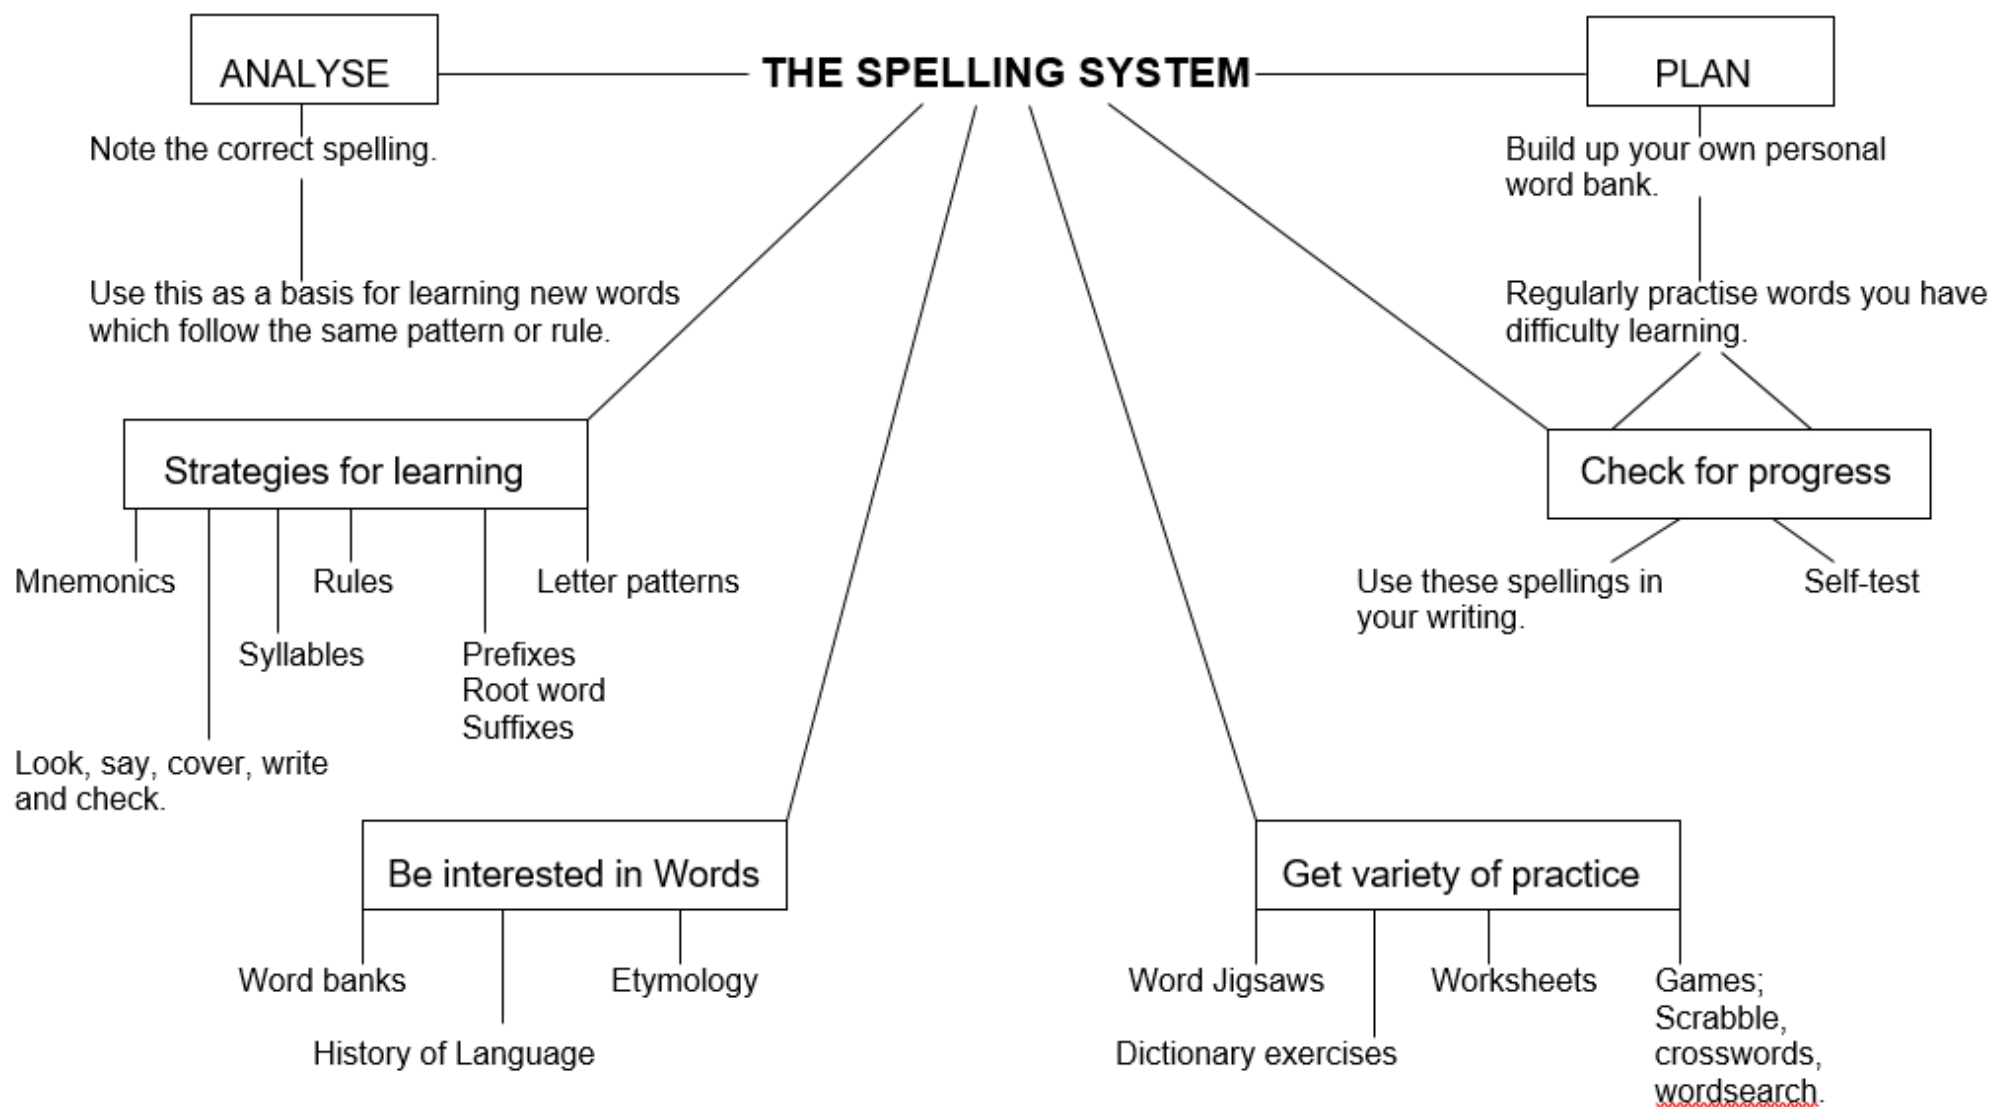 ANALYSE
THE SPELLING SYSTEM
PLAN
Note the correct spelling.
Build up your own personal
word bank.
Use this as a basis for learning new words
which follow the same pattern or rule.
Regularly practise words you have
difficulty learning.
Strategies for learning
Check for progress
Mnemonics
Rules
Letter patterns
Syllables
Prefixes
Root word
Suffixes
Look, say, cover, write
and check.
Use these spellings in
your writing.
Self-test
Be interested in Words
Get variety of practice
Word banks
Etymology
History of Language
Word Jigsaws
Worksheets
Dictionary exercises
Games;
Scrabble,
crosswords,
wordsearch.